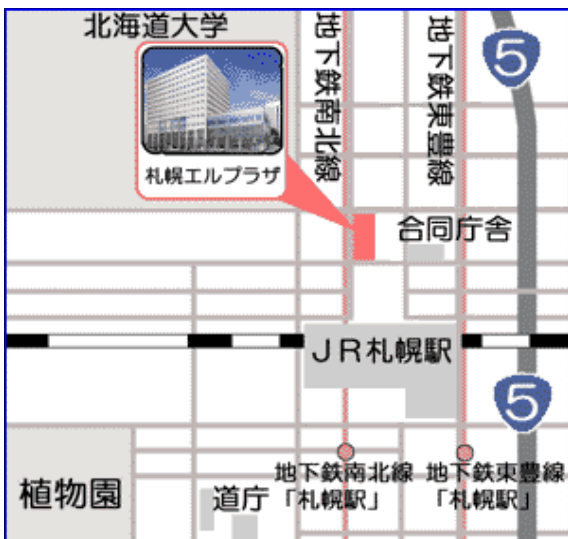 北海道大学
地下鉄南北線
地下鉄東豊線
5
札幌エルプラザ
合同庁舎
JR札幌駅
5
地下鉄南北線
「札幌駅」
地下鉄東豊線
「札幌駅」
植物園
道庁